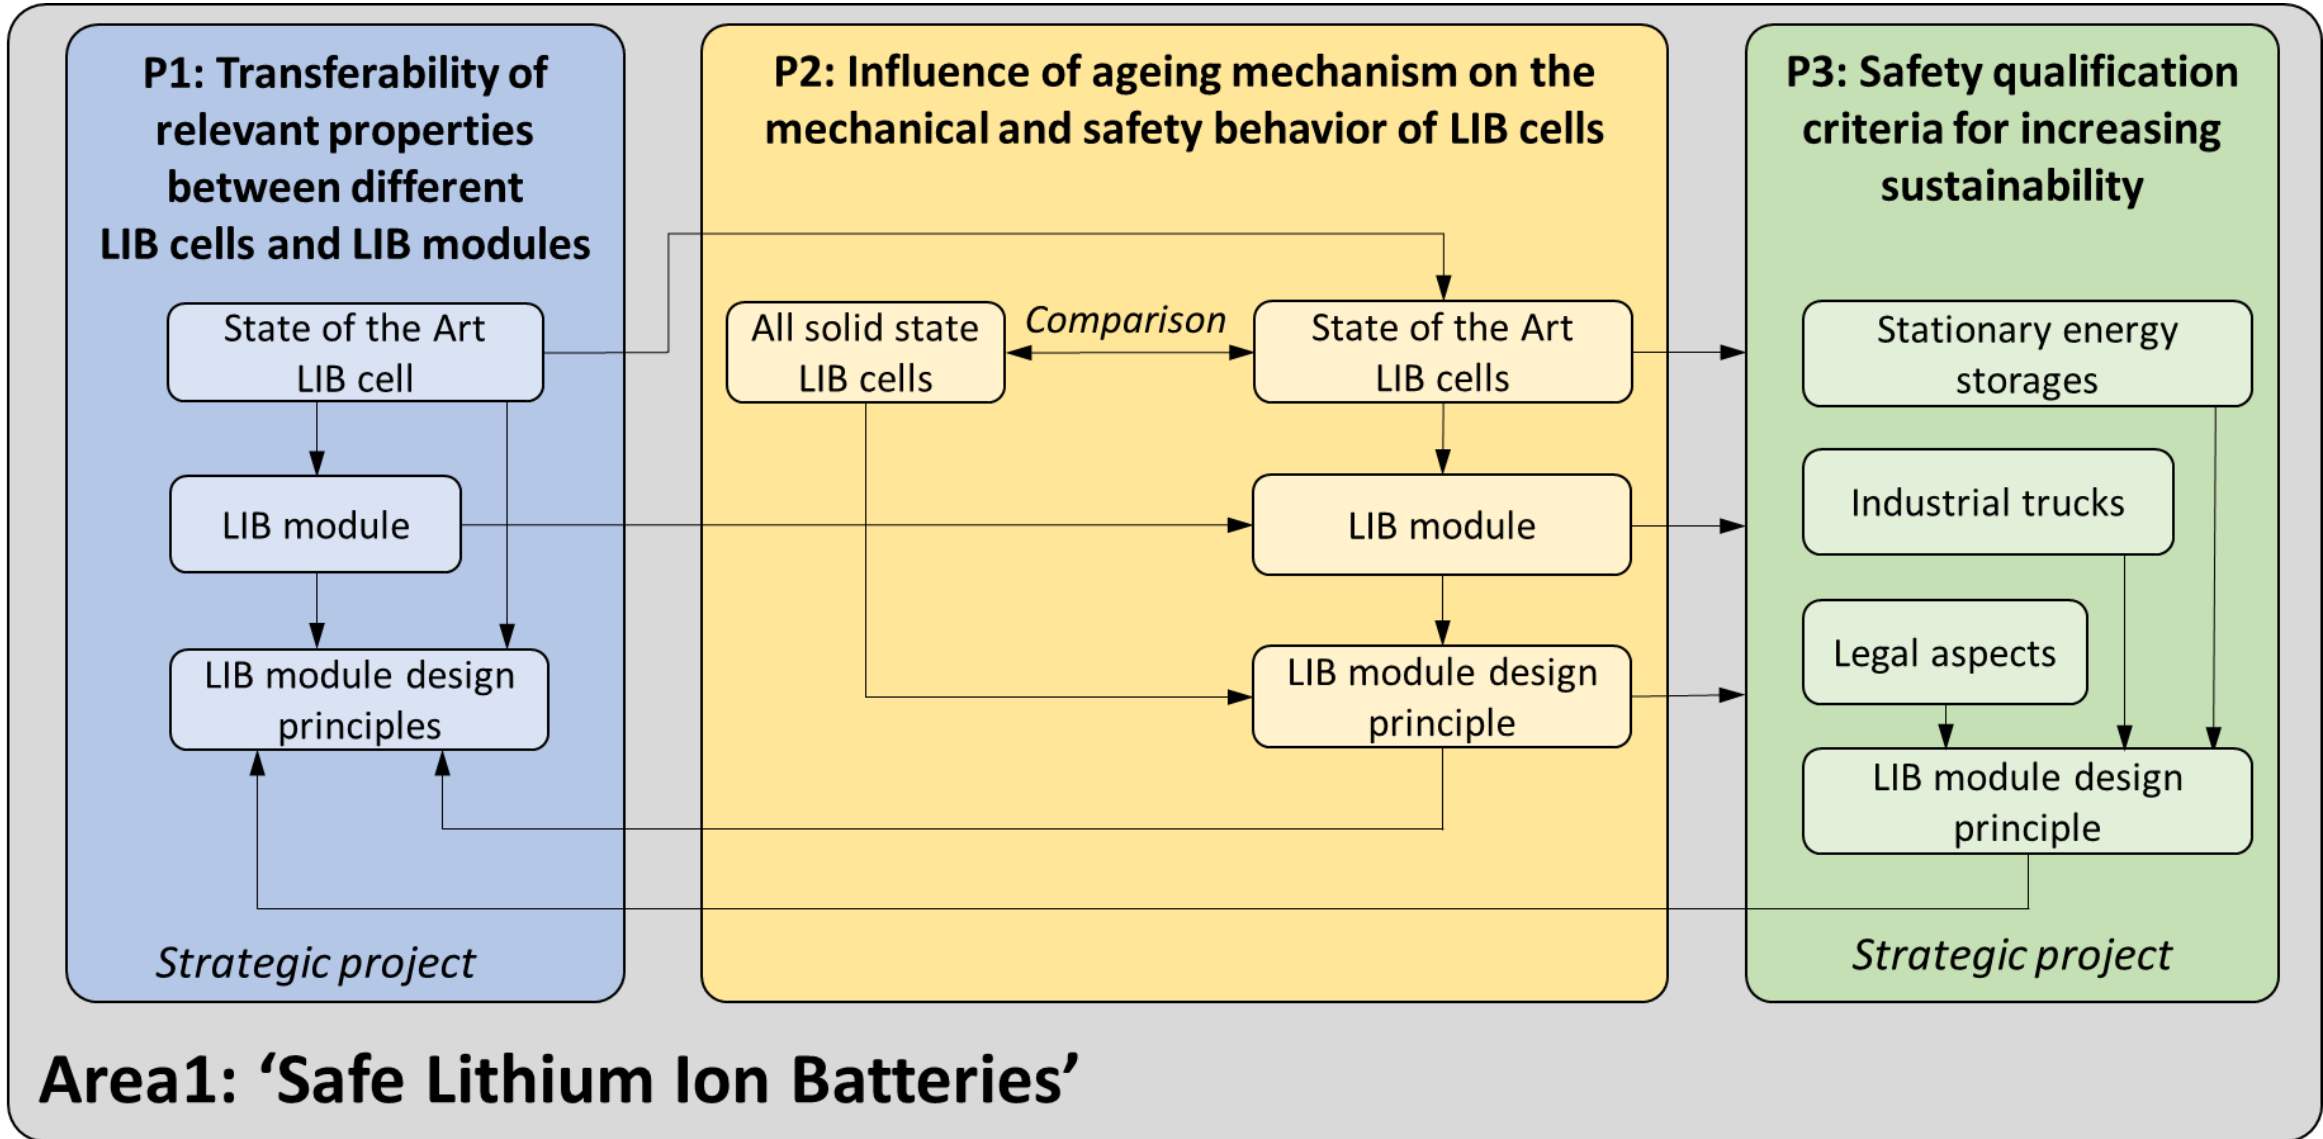 P1: Transferability of
relevant properties
between different
LIB cells and LIB modules
State of the Art
LIB cell
LIB module
LIB module design
principles
Strategic project
P2: Influence of ageing mechanism on the
mechanical and safety behavior of LIB cells
All solid state
LIB cells
Comparison
State of the Art
LIB cells
LIB module
LIB module design
principle
P3: Safety qualification
criteria for increasing
sustainability
Stationary energy
storages
Industrial trucks
Legal aspects
LIB module design
principle
Strategic project
Area1: ‘Safe Lithium Ion Batteries’